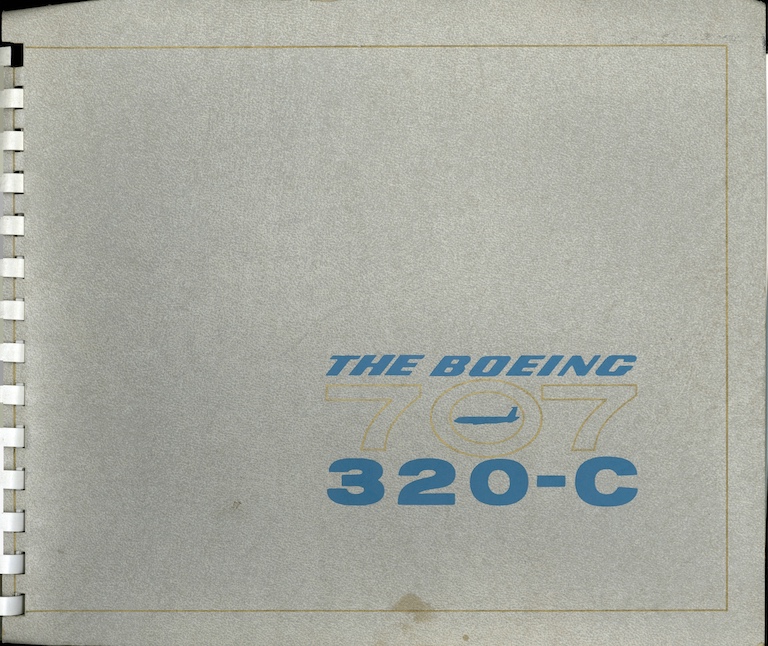 THE BOEING
707
320-C